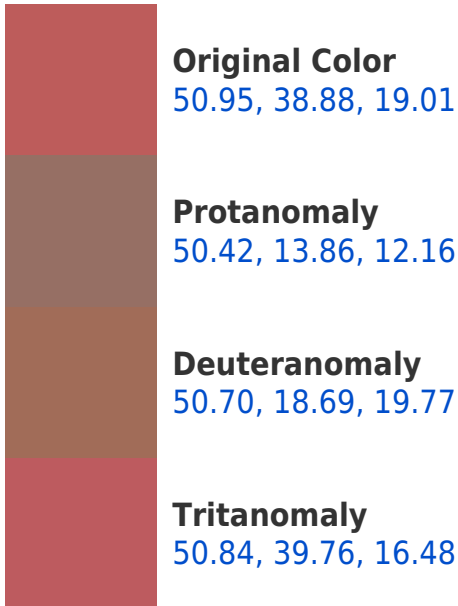 Original Color
50.95, 38.88, 19.01
Protanomaly
50.42, 13.86, 12.16
Deuteranomaly
50.70, 18.69, 19.77
Tritanomaly
50.84, 39.76, 16.48